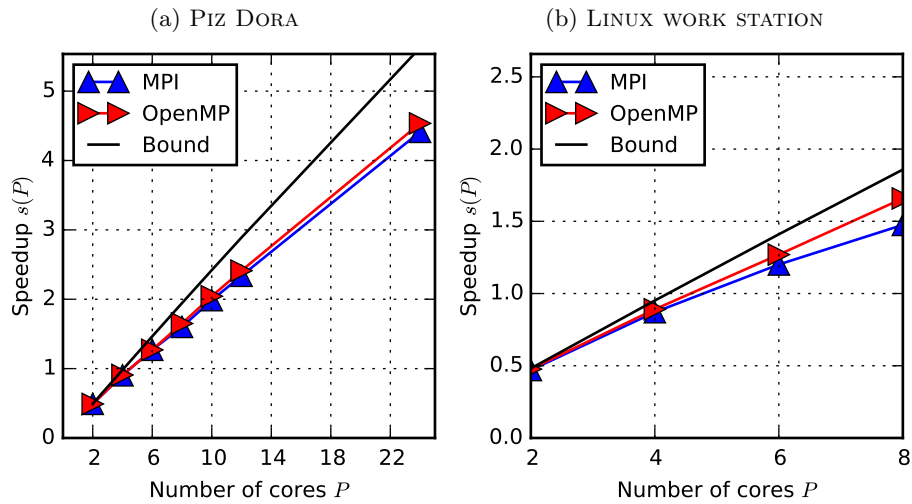 (a) PIZ DORA
5
4
3
2
1
0
Speedup s(P)
MPI
OpenMP
Bound
2 6 10 14 18 22
Number of cores P
(b) LINUX WORK STATION
2.5
2.0
1.5
1.0
0.5
0.0
Speedup s(P)
MPI
OpenMP
Bound
2 4 6 8
Number of cores P